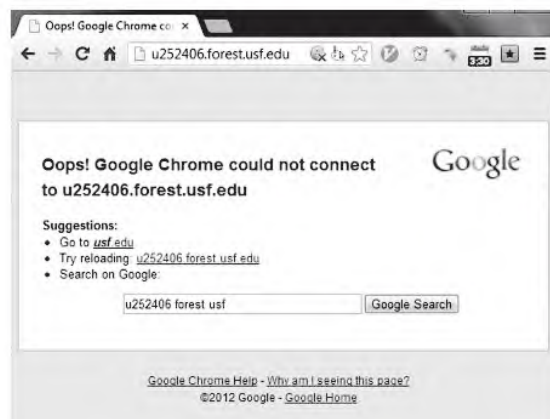 Oops! Google Chrome co
u252406.forest.usf.edu
3:30
Oops! Google Chrome could not connect
to u252406.forest.usf.edu
Google
Suggestions:
• Go to usf.edu
• Try reloading: u252406.forest.usf.edu
• Search on Google:
u252406 forest usf
Google Search
Google Chrome Help - Why am I seeing this page?
©2012 Google - Google Home